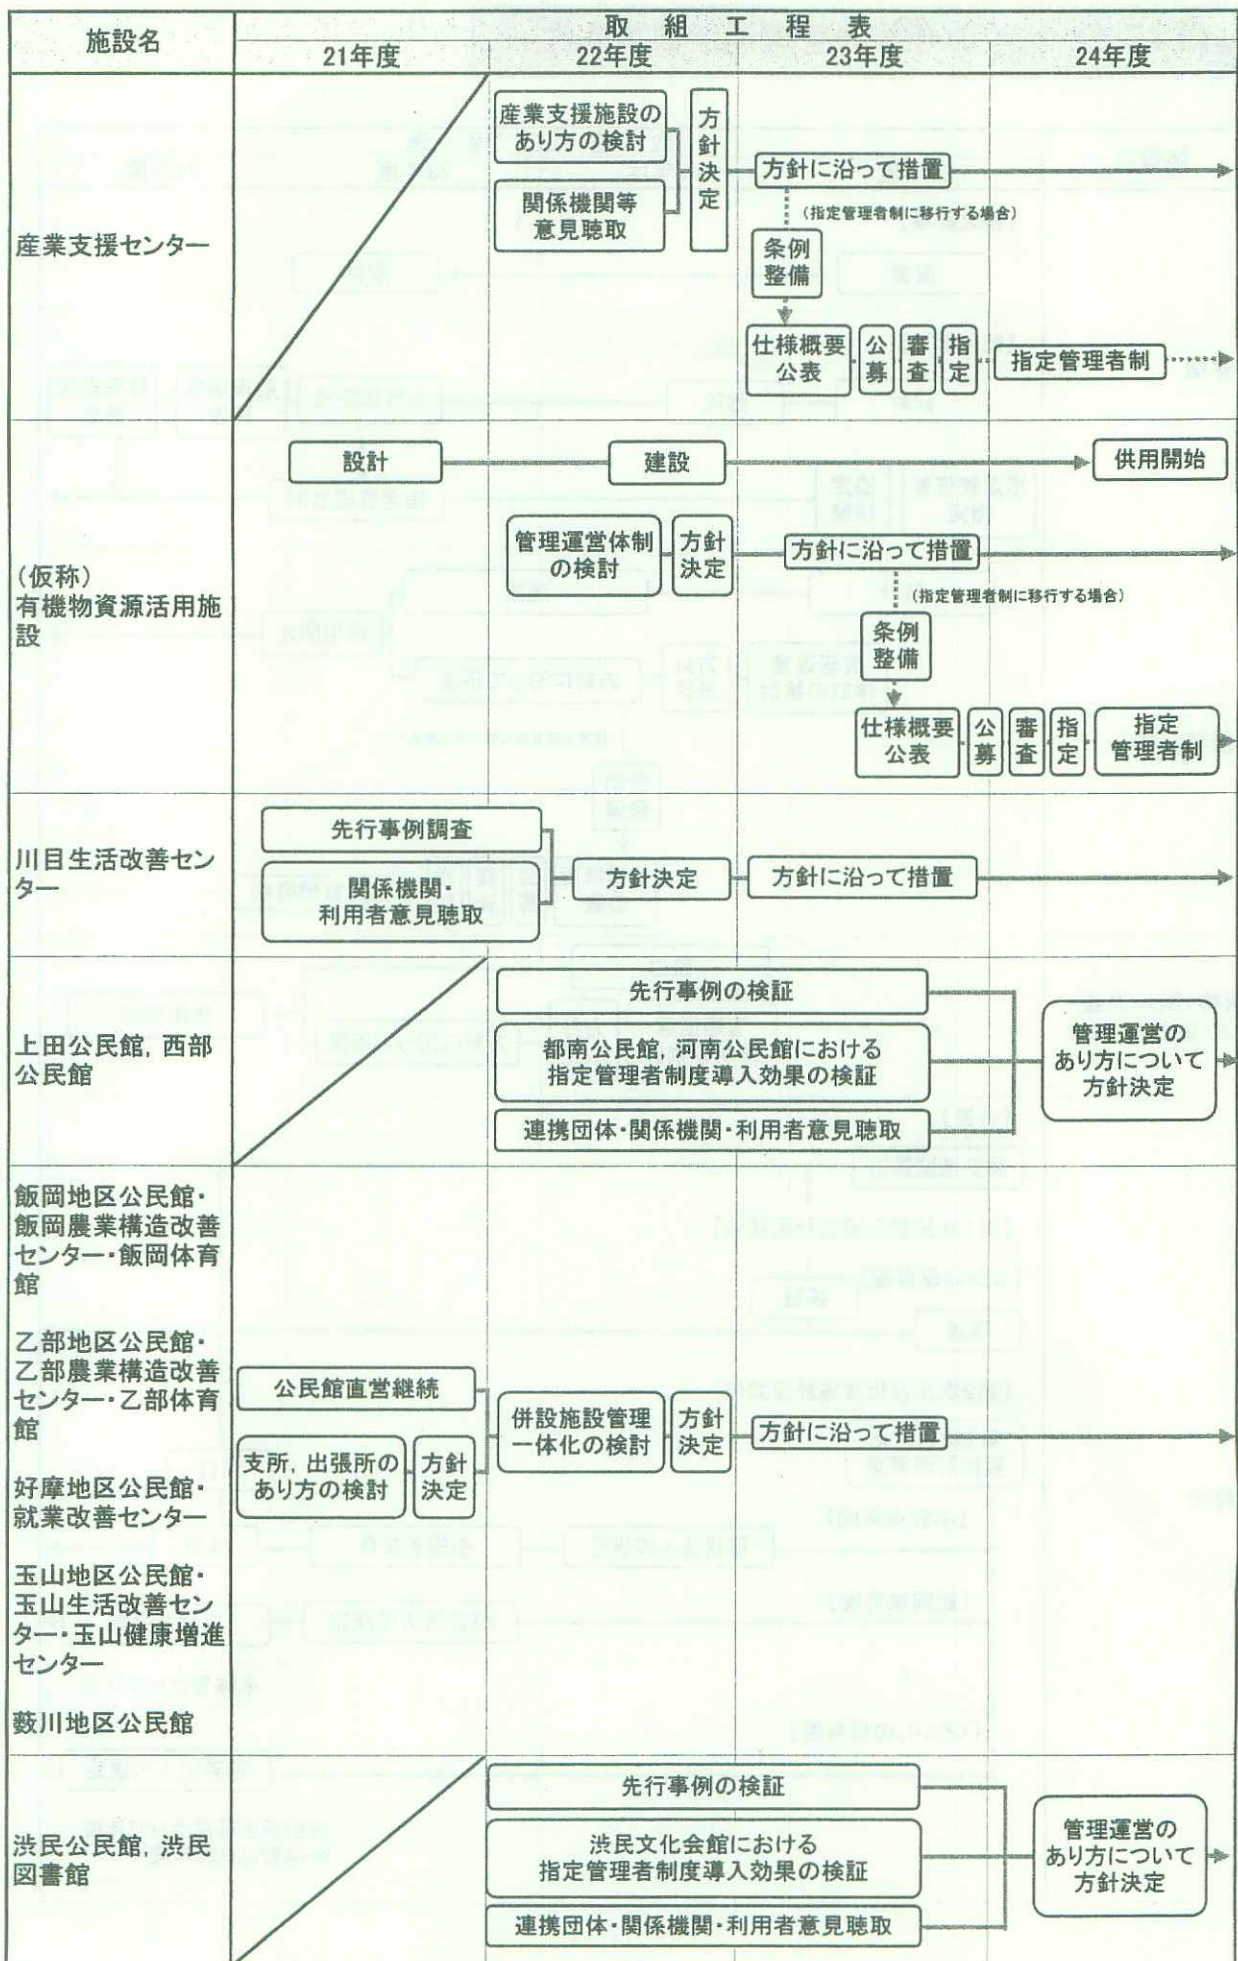 施設名
取組工程表
21年度
22年度
23年度
24年度
産業支援センター
産業支援施設の
あり方の検討
関係機関等
意見聴取
方針決定
方針に沿って措置
(指定管理者制に移行する場合)
条例
整備
仕様概要
公表
公募
審査
指定
指定管理者制
(仮称)
有機物資源活用施
設
設計
建設
供用開始
管理運営体制
の検討
方針
決定
方針に沿って措置
(指定管理者制に移行する場合)
条例
整備
仕様概要
公表
公募
審査
指定
指定
管理者制
川目生活改善セン
ター
先行事例調査
関係機関・
利用者意見聴取
方針決定
方針に沿って措置
上田公民館,西部
公民館
先行事例の検証
都南公民館,河南公民館における
指定管理者制度導入効果の検証
連携団体・関係機関・利用者意見聴取
管理運営の
あり方について
方針決定
飯岡地区公民館・
飯岡農業構造改善
センター・飯岡体育
館
乙部地区公民館・
乙部農業構造改善
センター・乙部体育
館
好摩地区公民館・
就業改善センター
玉山地区公民館・
玉山生活改善セン
ター・玉山健康増進
センター
薮川地区公民館
公民館直営継続
支所,出張所の
あり方の検討
方針
決定
併設施設管理
一体化の検討
方針
決定
方針に沿って措置
渋民公民館,渋民
図書館
先行事例の検証
渋民文化会館における
指定管理者制度導入効果の検証
連携団体・関係機関・利用者意見聴取
管理運営の
あり方について
方針決定